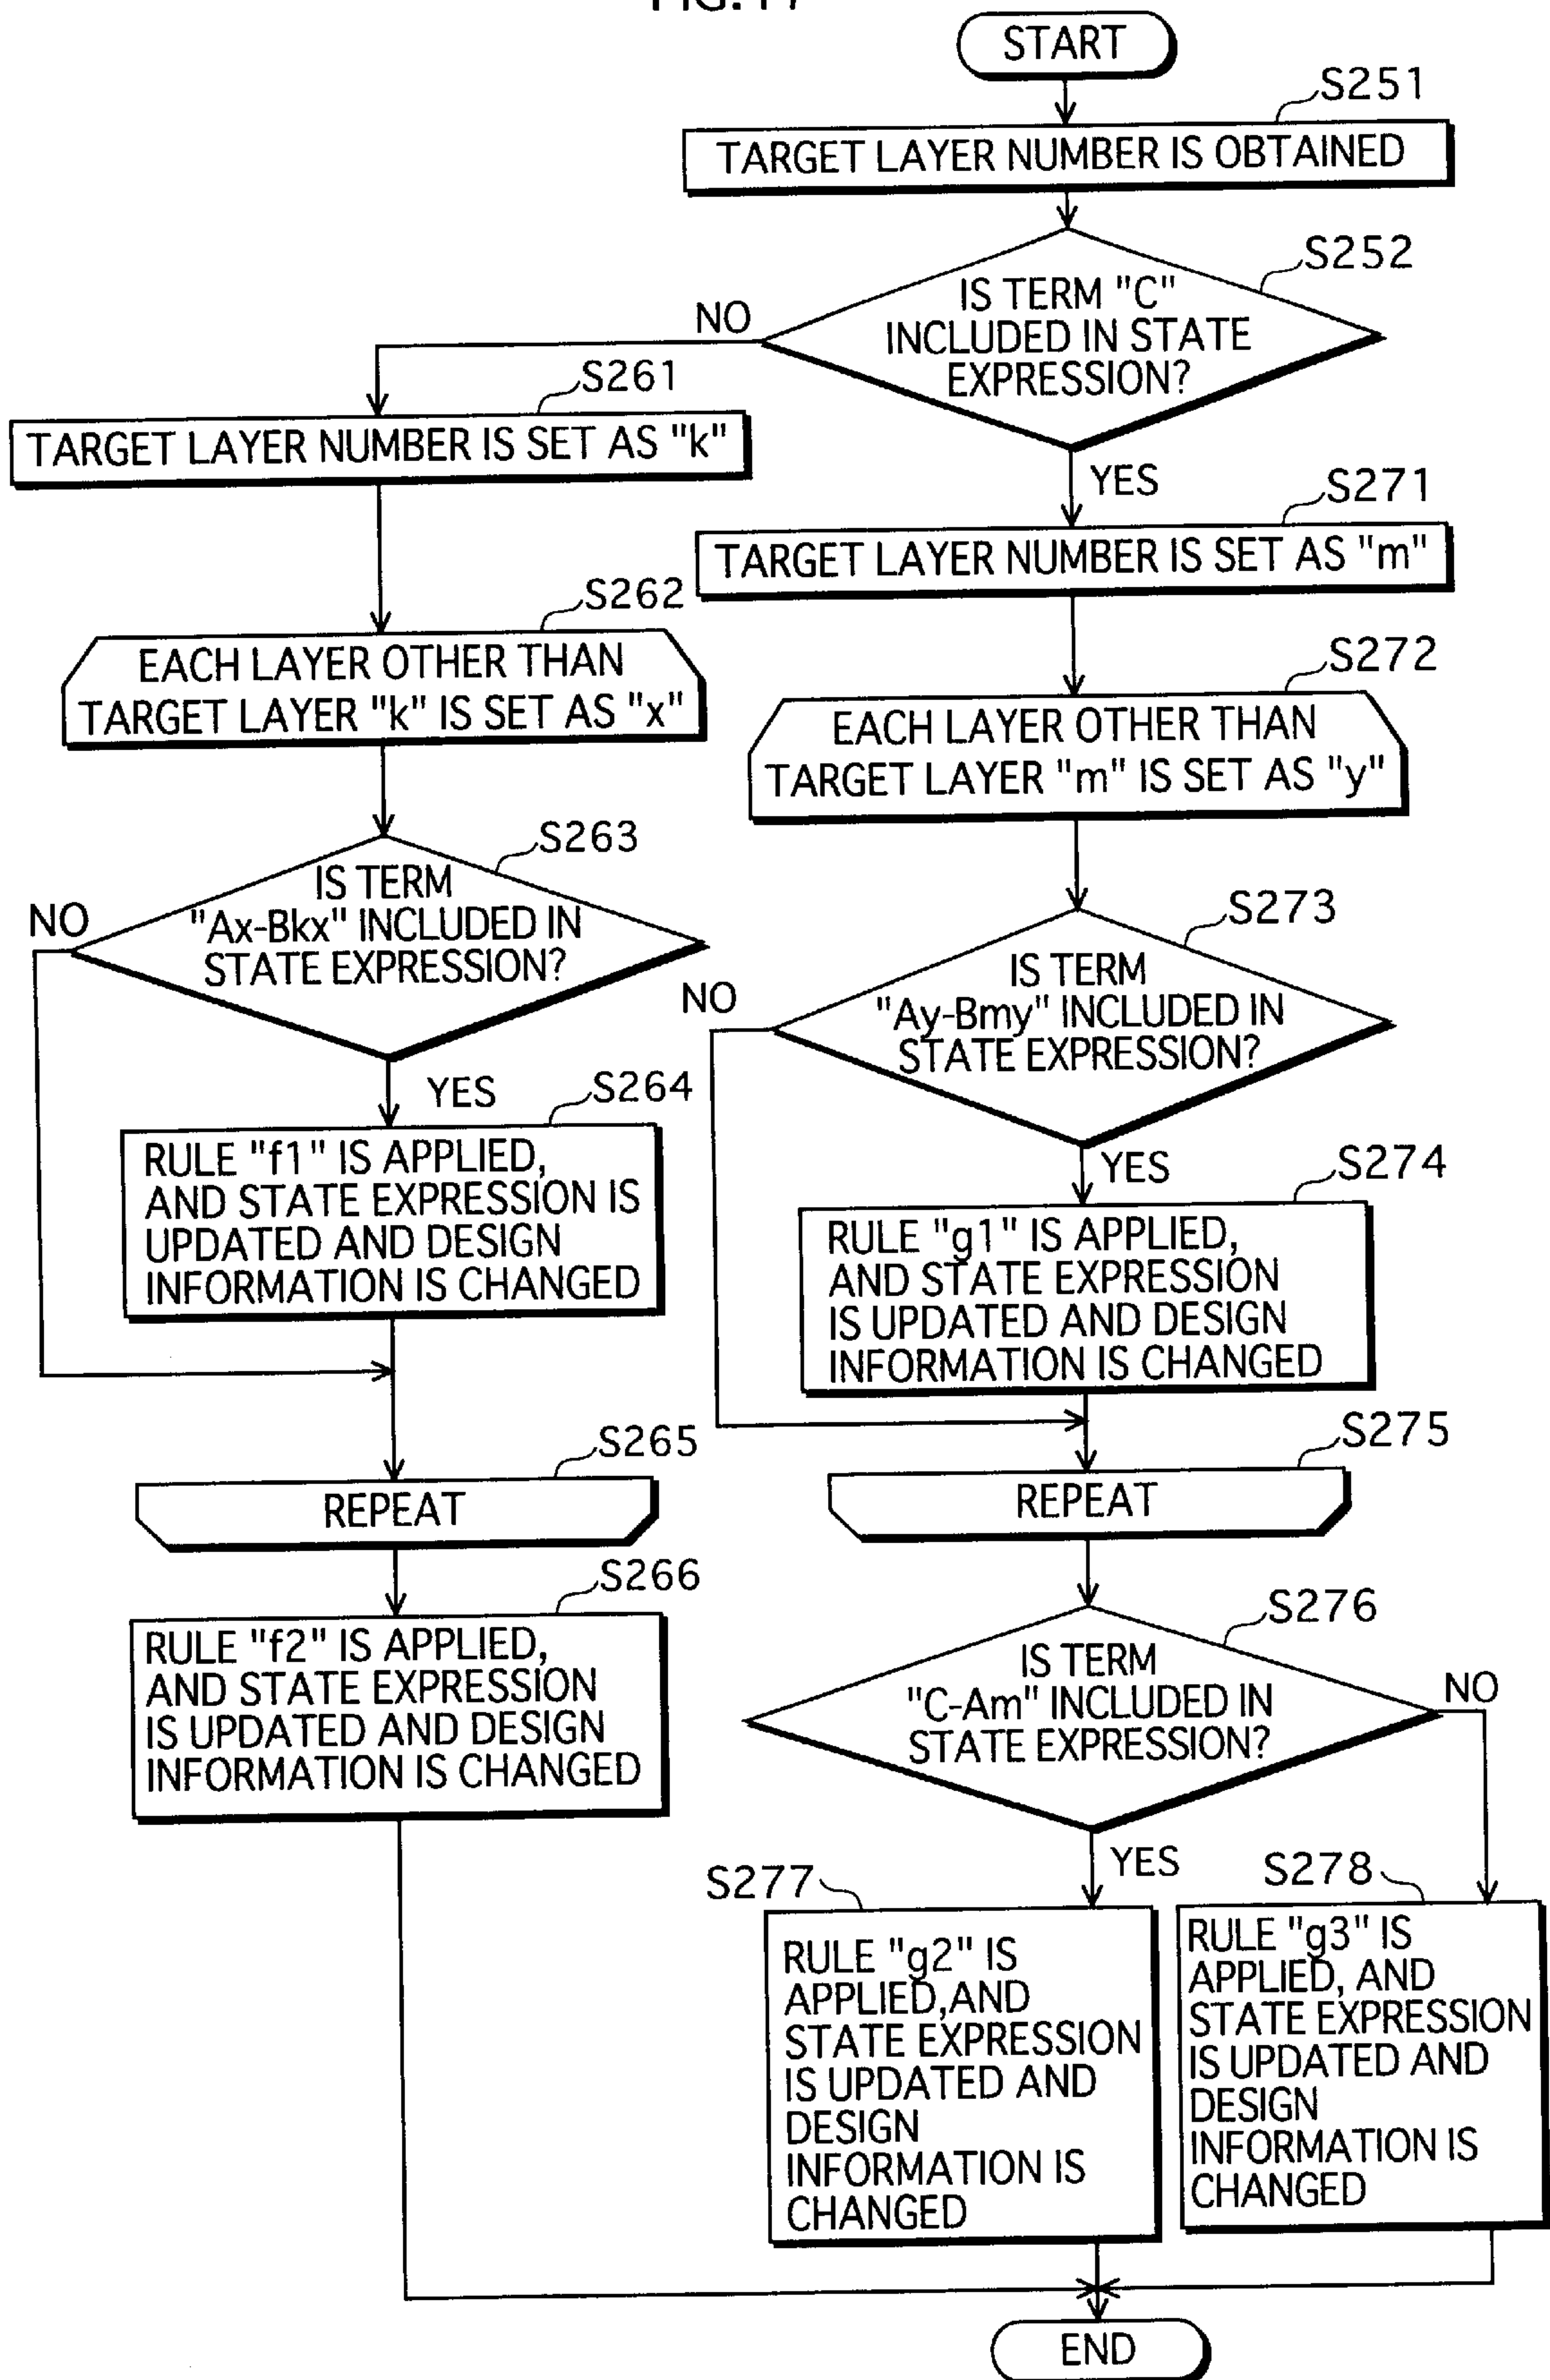 FIG. 17
START
S251
TARGET LAYER NUMBER IS OBTAINED
S252
IS TERM "C"
INCLUDED IN STATE
EXPRESSION?
NO
YES
S261
TARGET LAYER NUMBER IS SET AS "k"
S262
EACH LAYER OTHER THAN
TARGET LAYER "k" IS SET AS "x"
S263
IS TERM
"Ax-Bkx" INCLUDED IN
STATE EXPRESSION?
NO
YES
S264
RULE "f1" IS APPLIED,
AND STATE EXPRESSION IS
UPDATED AND DESIGN
INFORMATION IS CHANGED
S265
REPEAT
S266
RULE "f2" IS APPLIED,
AND STATE EXPRESSION
IS UPDATED AND DESIGN
INFORMATION IS CHANGED
S271
TARGET LAYER NUMBER IS SET AS "m"
S272
EACH LAYER OTHER THAN
TARGET LAYER "m" IS SET AS "y"
S273
IS TERM
"Ay-Bmy" INCLUDED IN
STATE EXPRESSION?
NO
YES
S274
RULE "g1" IS APPLIED,
AND STATE EXPRESSION
IS UPDATED AND DESIGN
INFORMATION IS CHANGED
S275
REPEAT
S276
IS TERM
"C-Am" INCLUDED IN
STATE EXPRESSION?
NO
YES
S277
RULE "g2" IS
APPLIED,AND
STATE EXPRESSION
IS UPDATED AND
DESIGN
INFORMATION IS
CHANGED
S278
RULE "g3" IS
APPLIED, AND
STATE EXPRESSION
IS UPDATED AND
DESIGN
INFORMATION IS
CHANGED
END